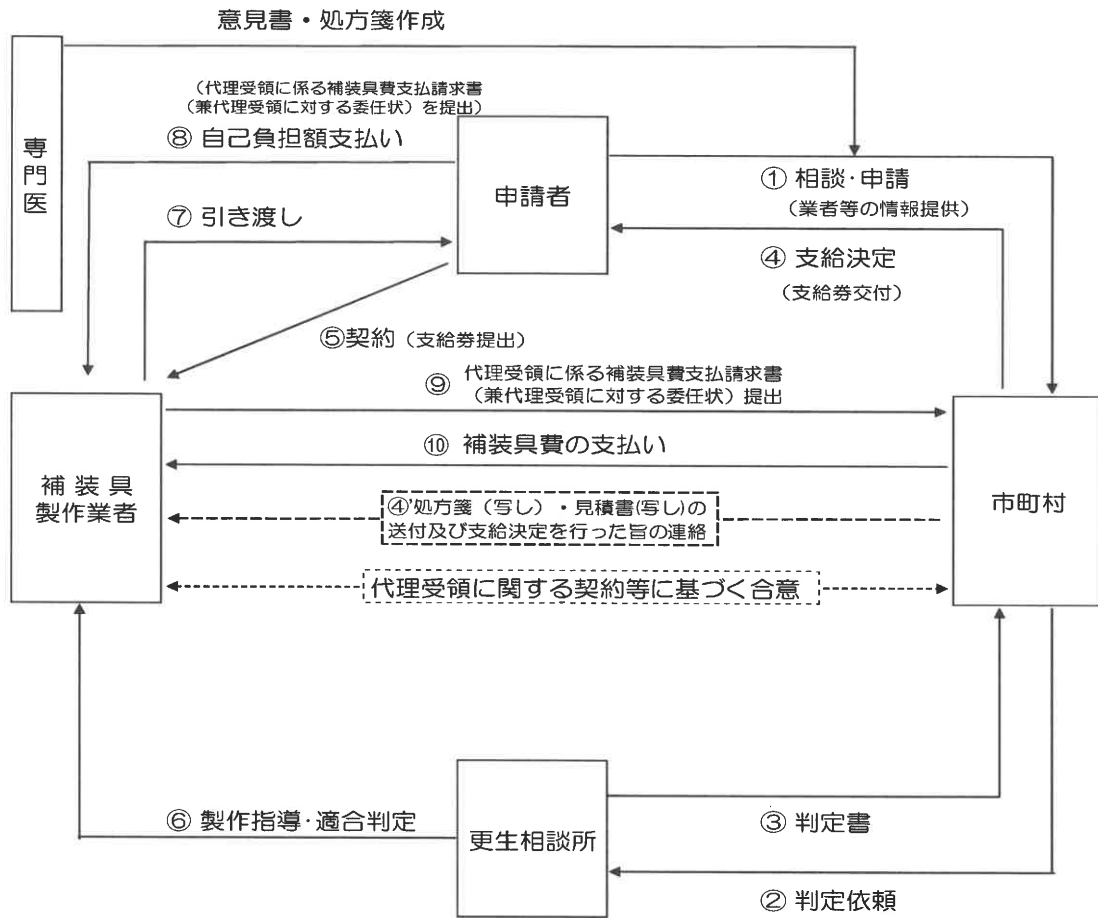 意見書・処方箋作成
専門医
(代理受領に係る補装具費支払請求書
(兼代理受領に対する委任状)を提出)
⑧ 自己負担額支払い
申請者
① 相談・申請
(業者等の情報提供)
⑦ 引き渡し
④ 支給決定
(支給券交付)
⑤契約(支給券提出)
⑨ 代理受領に係る補装具費支払請求書
(兼代理受領に対する委任状)提出
⑩ 補装具費の支払い
補装具
製作業者
市町村
④'処方箋(写し)・見積書(写し)の
送付及び支給決定を行った旨の連絡
代理受領に関する契約等に基づく合意
⑥ 製作指導・適合判定
更生相談所
③ 判定書
② 判定依頼